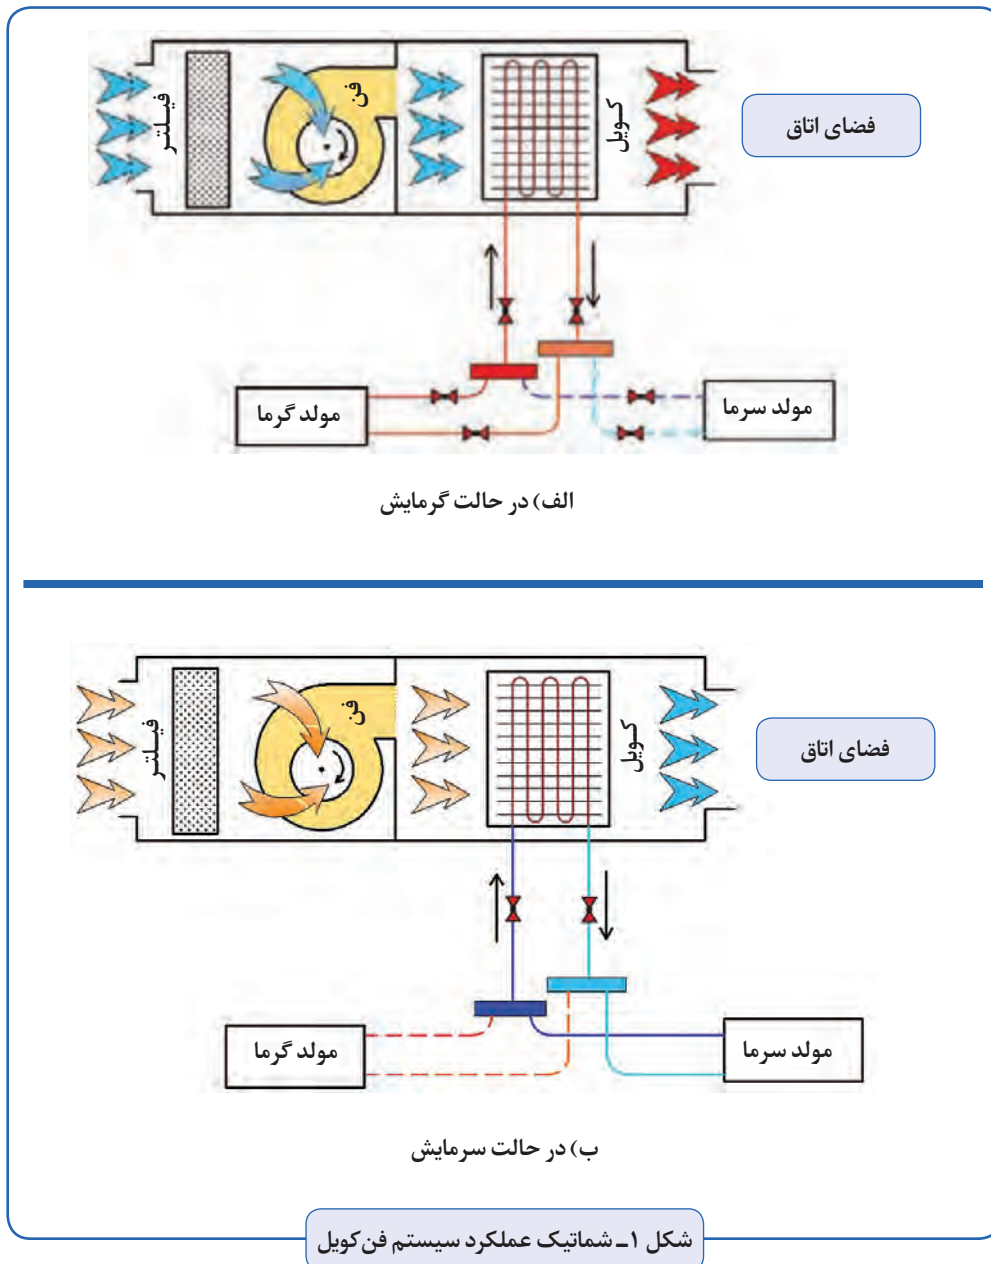 فیلتر
فن
کویل
فضای اتاق
مولد گرما
مولد سرما
الف) در حالت گرمایش
فیلتر
فن
کویل
فضای اتاق
مولد گرما
مولد سرما
ب) در حالت سرمایش
شکل ۱ـ شماتیک عملکرد سیستم فن‌کویل